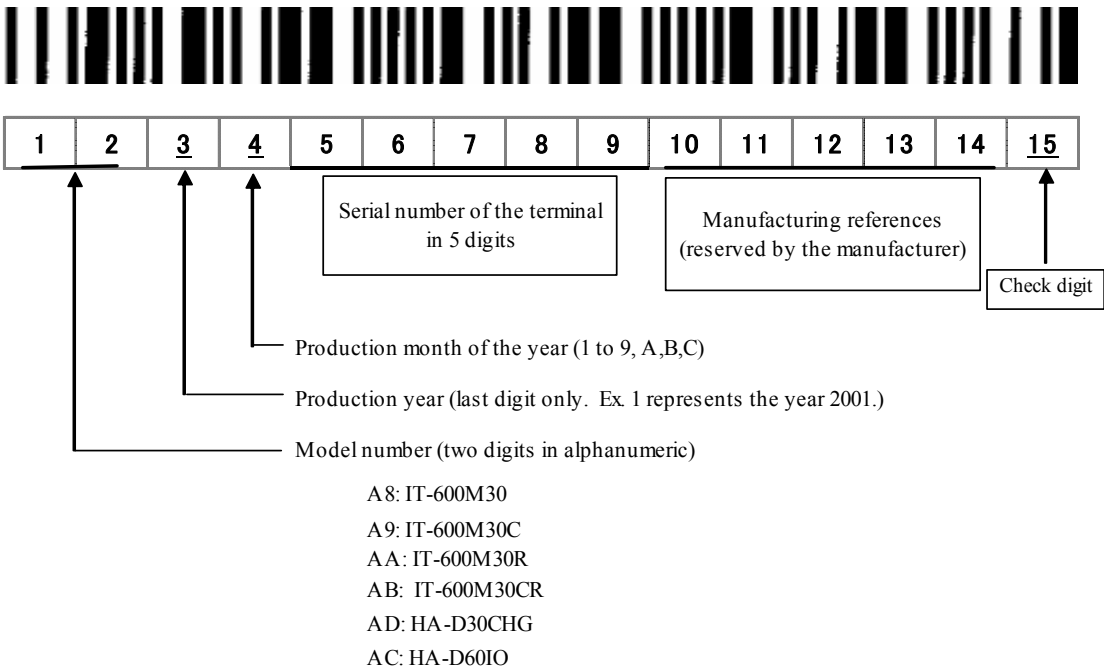 1 2 3 4 5 6 7 8 9 10 11 12 13 14 15
Serial number of the terminal
in 5 digits
Manufacturing references
(reserved by the manufacturer)
Check digit
Production month of the year (1 to 9, A,B,C)
Production year (last digit only. Ex. 1 represents the year 2001.)
Model number (two digits in alphanumeric)
A8: IT-600M30
A9: IT-600M30C
AA: IT-600M30R
AB: IT-600M30CR
AD: HA-D30CHG
AC: HA-D60IO